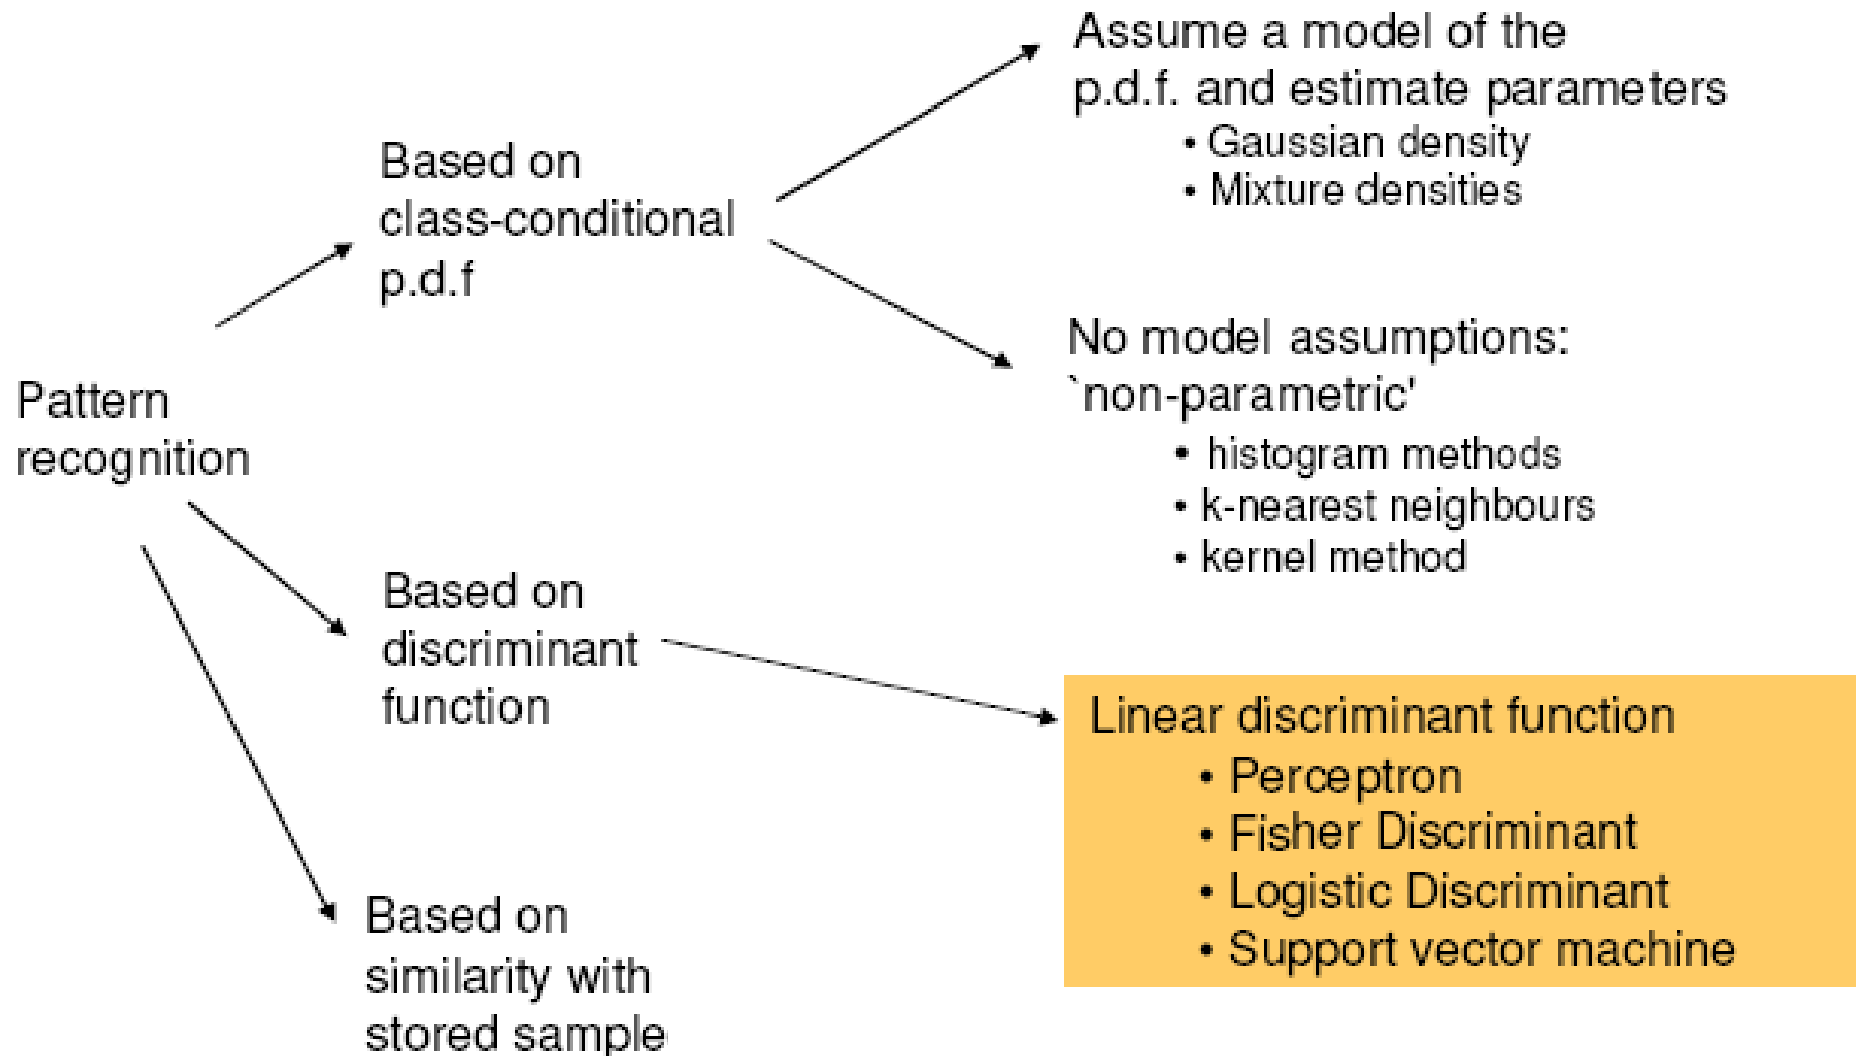 Pattern
recognition
Based on
class-conditional
p.d.f
Assume a model of the
p.d.f. and estimate parameters
• Gaussian density
• Mixture densities
No model assumptions:
`non-parametric'
• histogram methods
• k-nearest neighbours
• kernel method
Based on
discriminant
function
Linear discriminant function
• Perceptron
• Fisher Discriminant
• Logistic Discriminant
• Support vector machine
Based on
similarity with
stored sample